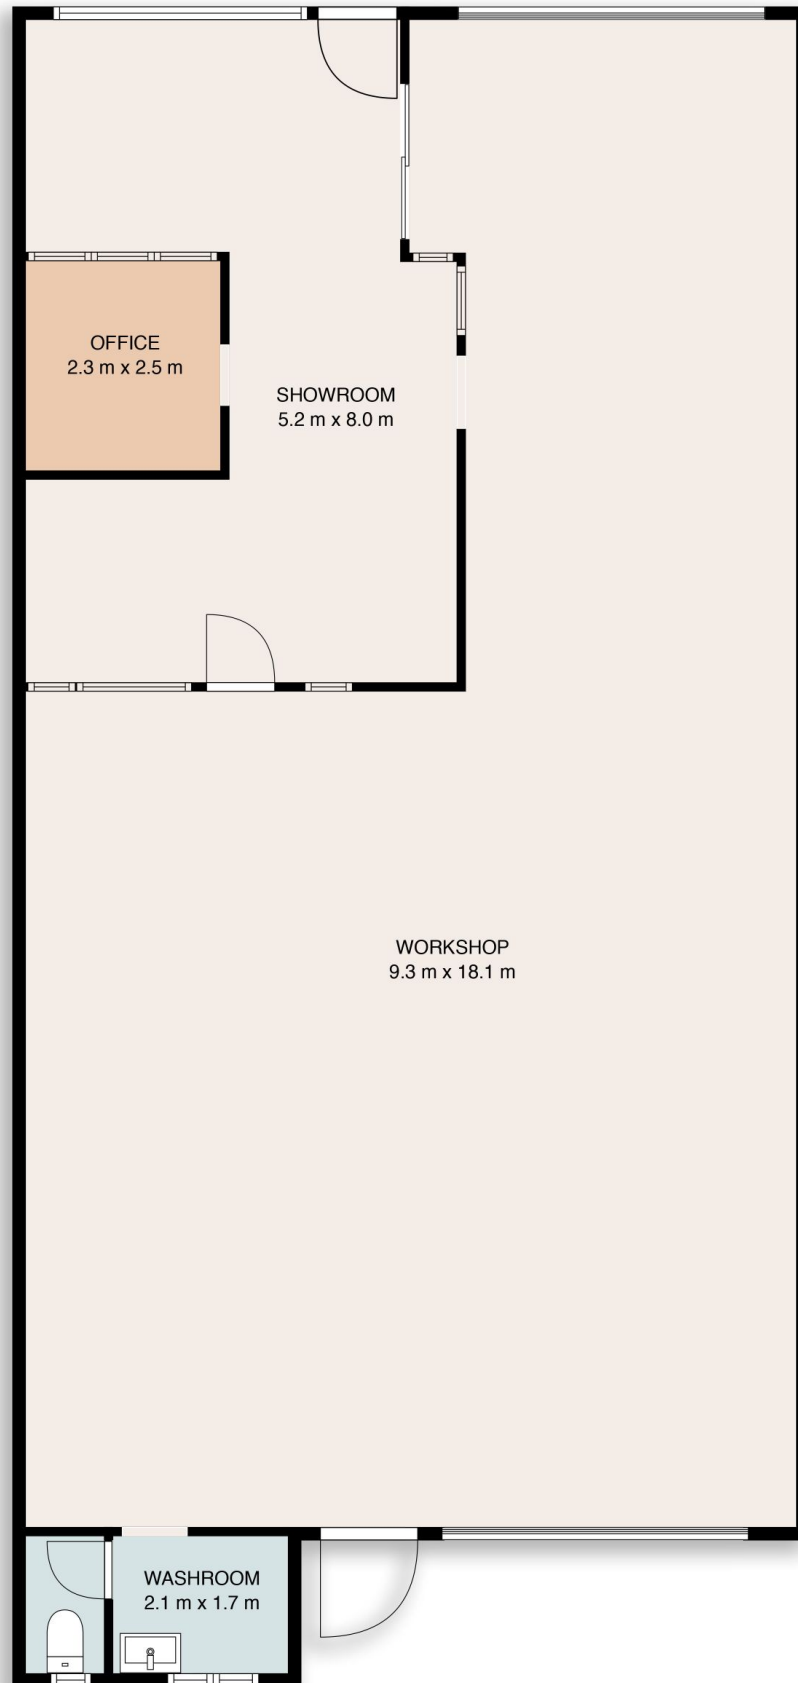 OFFICE
2.3 m x 2.5 m
SHOWROOM
5.2 m x 8.0 m
WORKSHOP
9.3 m x 18.1 m
WASHROOM
2.1 m x 1.7 m